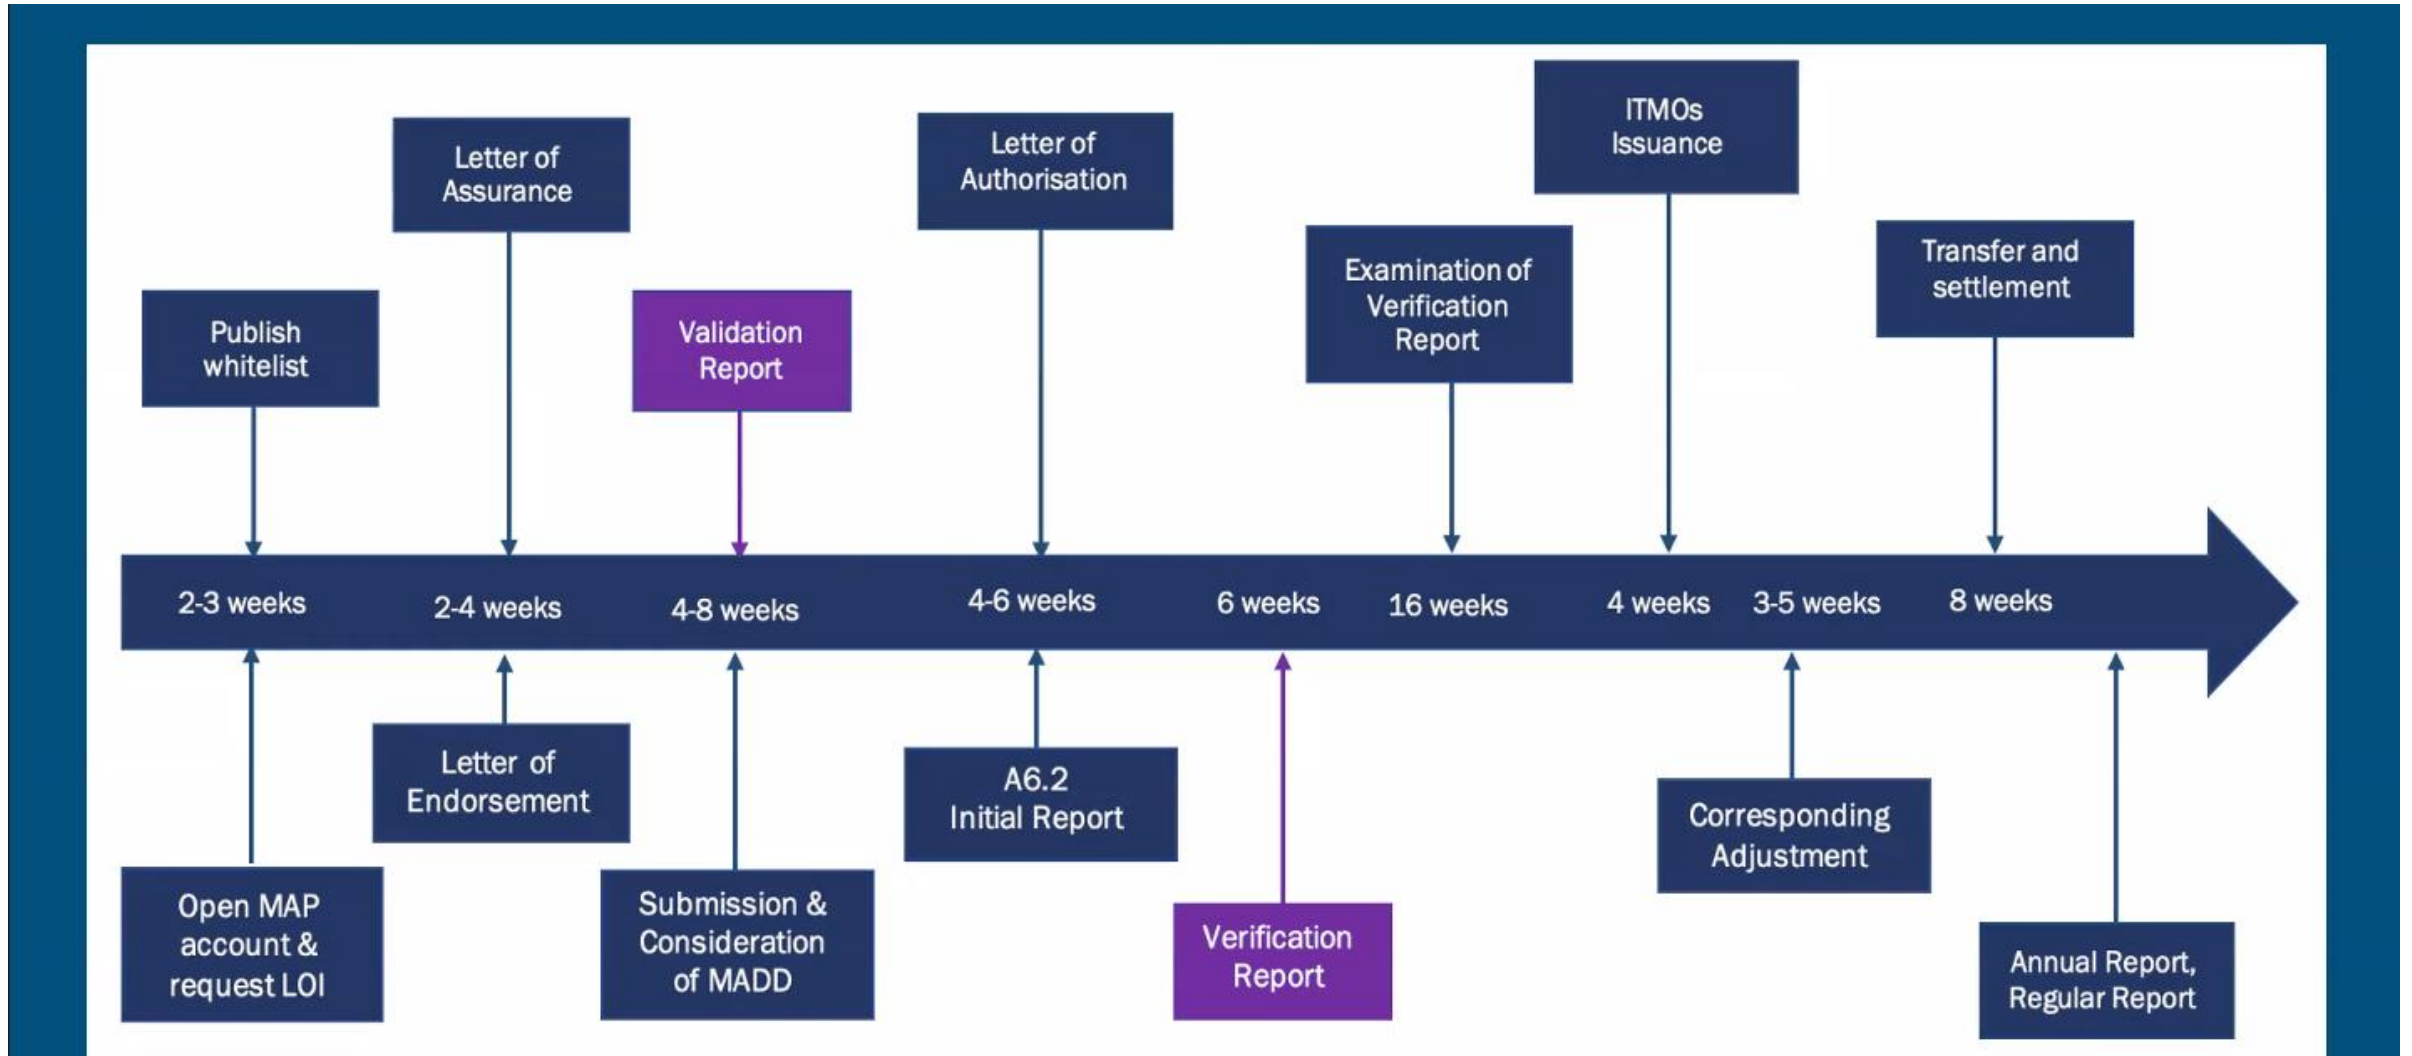 ITMOs
Issuance
Letter of
Assurance
Letter of
Authorisation
Transfer and
settlement
Examination of
Verification
Report
Publish
whitelist
Validation
Report
2-3 weeks
2-4 weeks
4-8 weeks
4-6 weeks
6 weeks
16 weeks
4 weeks
3-5 weeks
8 weeks
Letter of
Endorsement
A6.2
Initial Report
Corresponding
Adjustment
Open MAP
account &
request LOI
Submission &
Consideration
of MADD
Verification
Report
Annual Report,
Regular Report